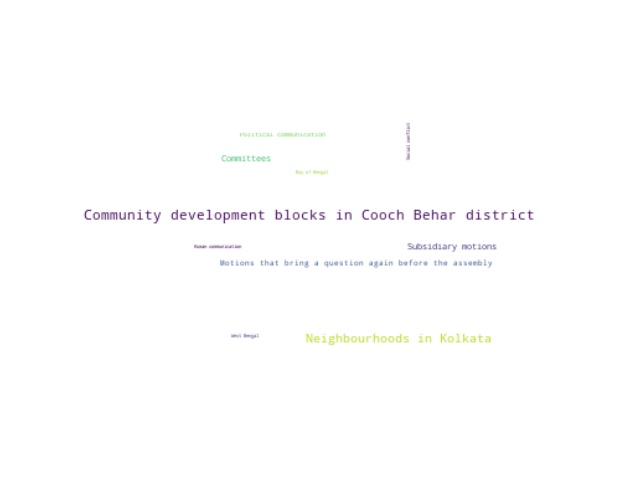 Political communication
Social conflict
Committees
Bay of Bengal
Community development blocks in Cooch Behar district
Human communication
Subsidiary motions
Motions that bring a question again before the assembly
West Bengal
Neighbourhoods in Kolkata